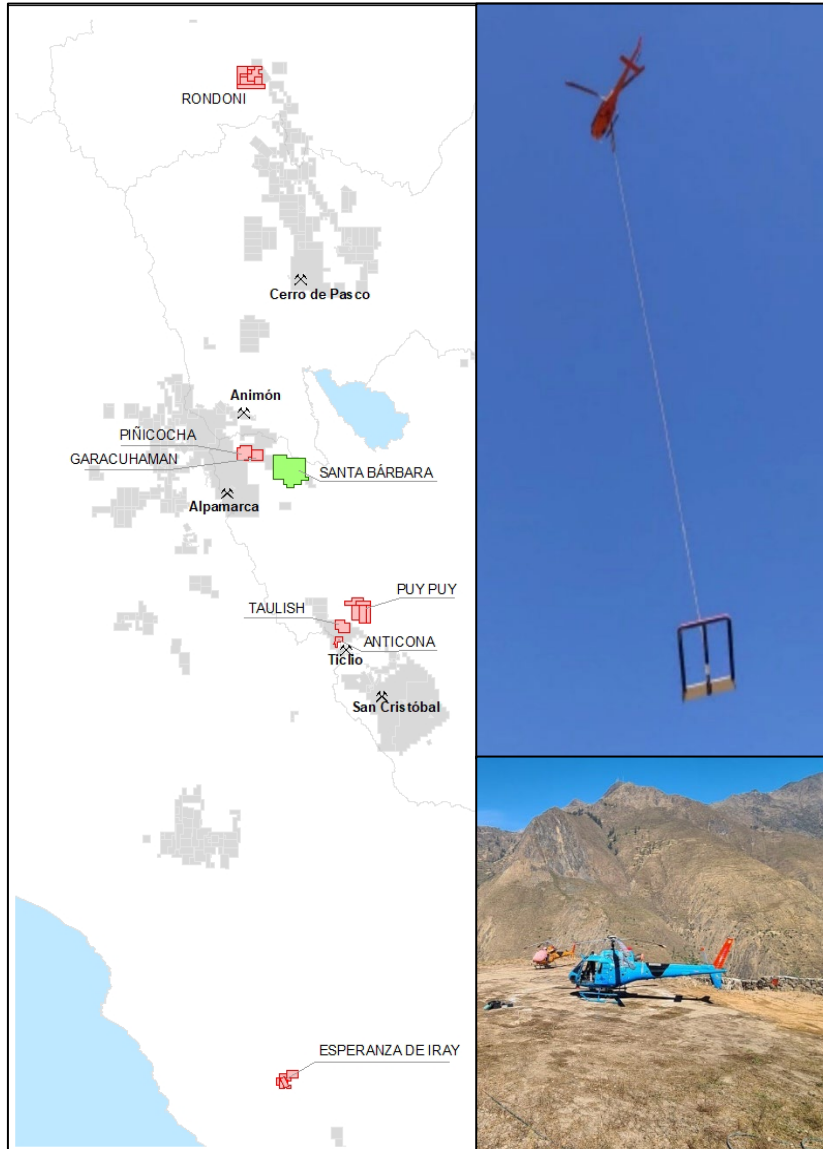 RONDONI
Cerro de Pasco
Animón
PIÑICOCHA
GARACUHAMAN
SANTA BÁRBARA
Alpamarca
PUY PUY
TAULISH
ANTICONA
Ticlio
San Cristóbal
ESPERANZA DE IRAY